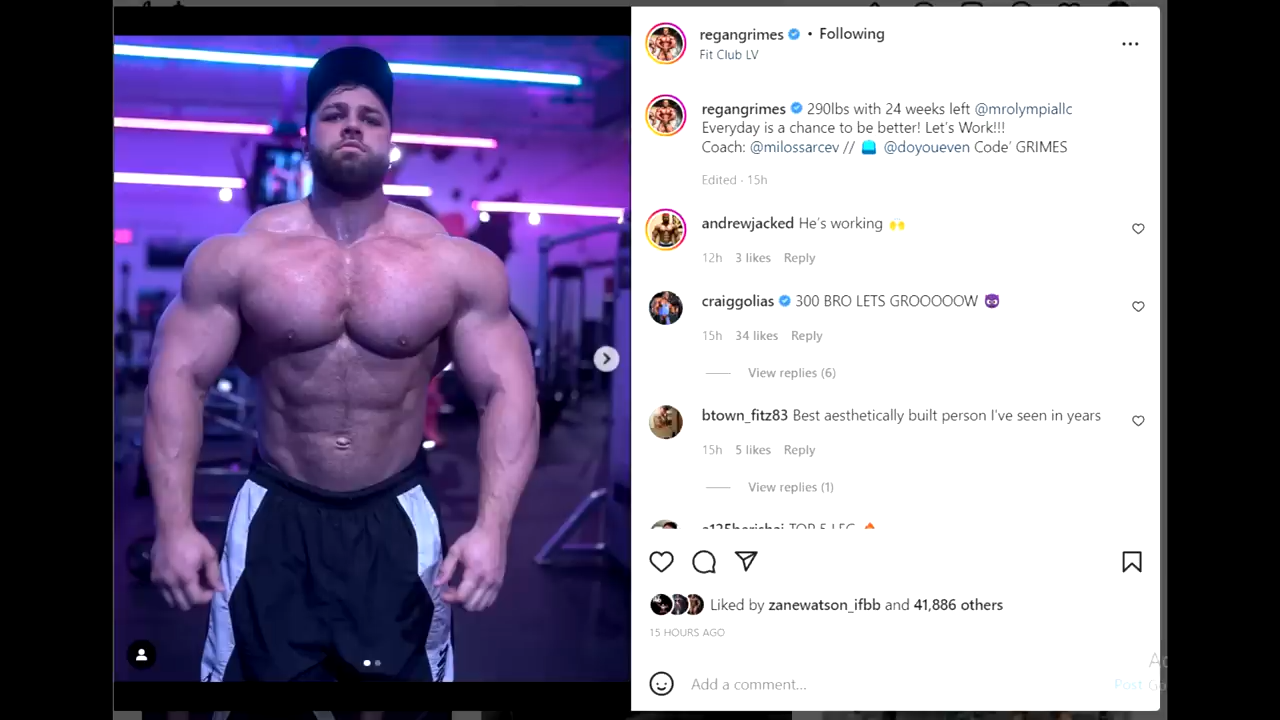 regangrimes • Following
Fit Club LV
regangrimes 290lbs with 24 weeks left @mrolympiallc
Everyday is a chance to be better! Let's Work!!!
Coach: @milossarcev // @doyoueven Code' GRIMES
Edited · 15h
andrewjacked He's working 🙌
12h 3 likes Reply
craiggolias 300 BRO LETS GROOOOOW 😈
15h 34 likes Reply
View replies (6)
btown_fitz83 Best aesthetically built person I've seen in years
15h 5 likes Reply
View replies (1)
Liked by zanewatson_ifbb and 41,886 others
15 HOURS AGO
Add a comment...
Post